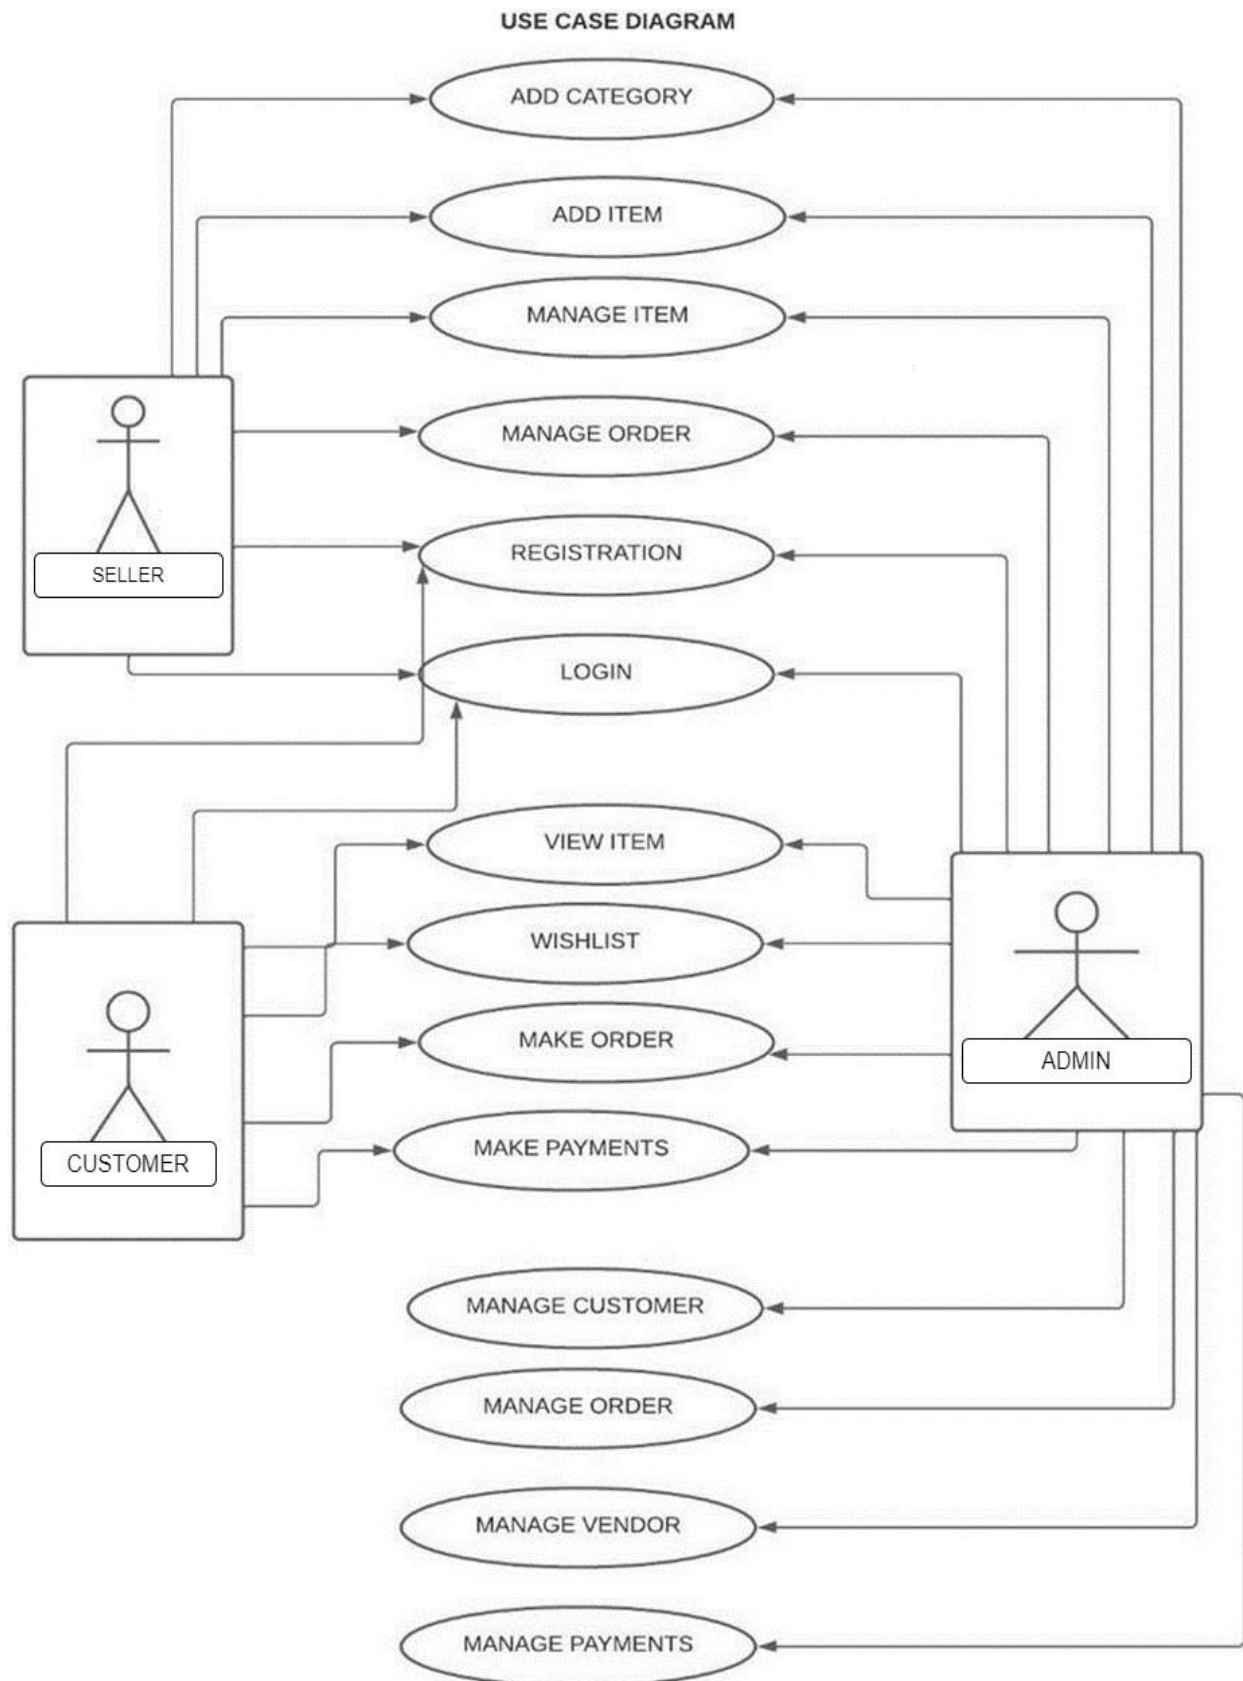 USE CASE DIAGRAM
ADD CATEGORY
ADD ITEM
MANAGE ITEM
MANAGE ORDER
REGISTRATION
SELLER
LOGIN
VIEW ITEM
WISHLIST
MAKE ORDER
ADMIN
MAKE PAYMENTS
CUSTOMER
MANAGE CUSTOMER
MANAGE ORDER
MANAGE VENDOR
MANAGE PAYMENTS